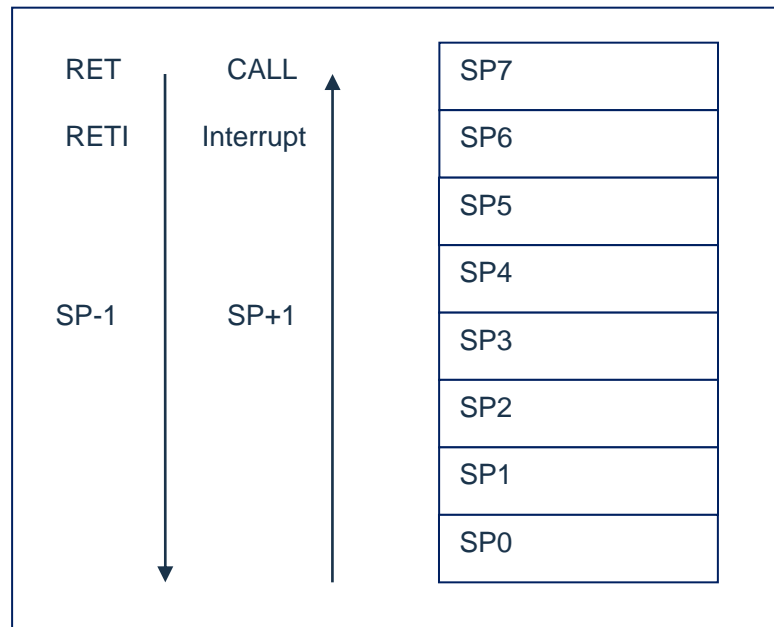 RET CALL SP7
RETI Interrupt SP6
SP5
SP4
SP-1 SP+1 SP3
SP2
SP1
SP0